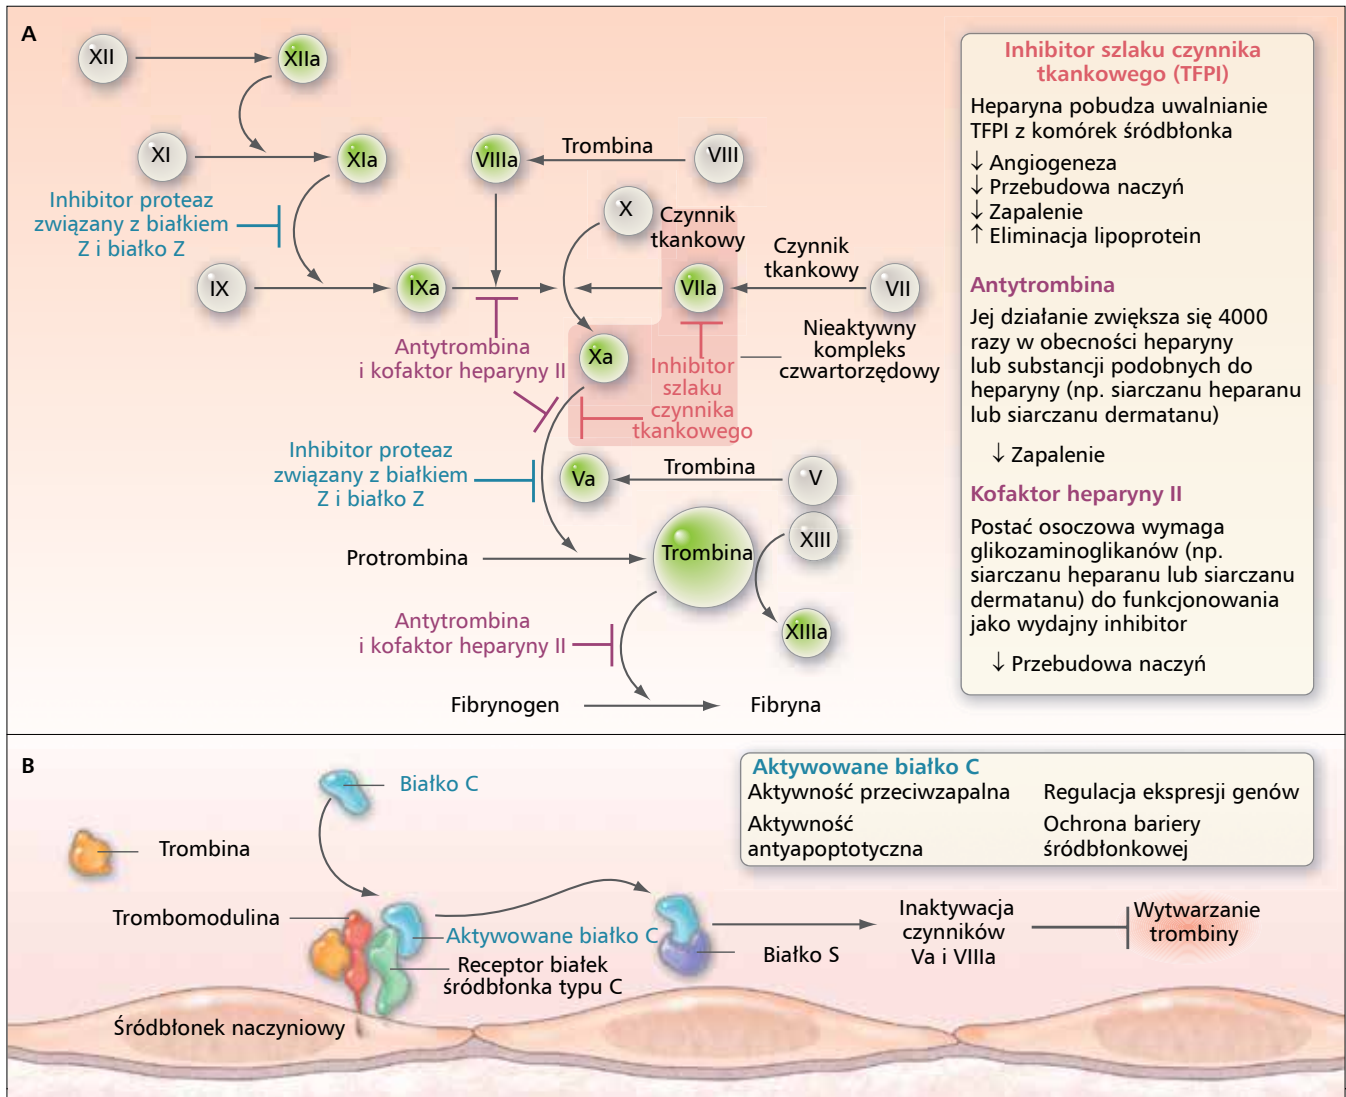 A
XII
XIIa
XI
XIa
VIIIa
Trombina
VIII
Inhibitor proteaz
związany z białkiem
Z i białko Z
X
Czynnik
tkankowy
Czynnik
tkankowy
IX
IXa
VIIa
VII
Antytrombina
i kofaktor heparyny II
Xa
Nieaktywny
kompleks
czwartorzędowy
Inhibitor
szlaku
czynnika
tkankowego
Inhibitor proteaz
związany z białkiem
Z i białko Z
Va
Trombina
V
Protrombina
Trombina
XIII
XIIIa
Antytrombina
i kofaktor heparyny II
Fibrynogen
Fibryna
Inhibitor szlaku czynnika
tkankowego (TFPI)
Heparyna pobudza uwalnianie
TFPI z komórek śródbłonka
↓ Angiogeneza
↓ Przebudowa naczyń
↓ Zapalenie
↑ Eliminacja lipoprotein
Antytrombina
Jej działanie zwiększa się 4000
razy w obecności heparyny
lub substancji podobnych do
heparyny (np. siarczanu heparanu
lub siarczanu dermatanu)
↓ Zapalenie
Kofaktor heparyny II
Postać osoczowa wymaga
glikozaminoglikanów (np.
siarczanu heparanu lub siarczanu
dermatanu) do funkcjonowania
jako wydajny inhibitor
↓ Przebudowa naczyń
B
Białko C
Trombina
Trombomodulina
Aktywowane białko C
Receptor białek
śródbłonka typu C
Śródbłonek naczyniowy
Białko S
Inaktywacja
czynników
Va i VIIIa
Wytwarzanie
trombiny
Aktywowane białko C
Aktywność przeciwzapalna
Regulacja ekspresji genów
Aktywność
antyapoptotyczna
Ochrona bariery
śródbłonkowej